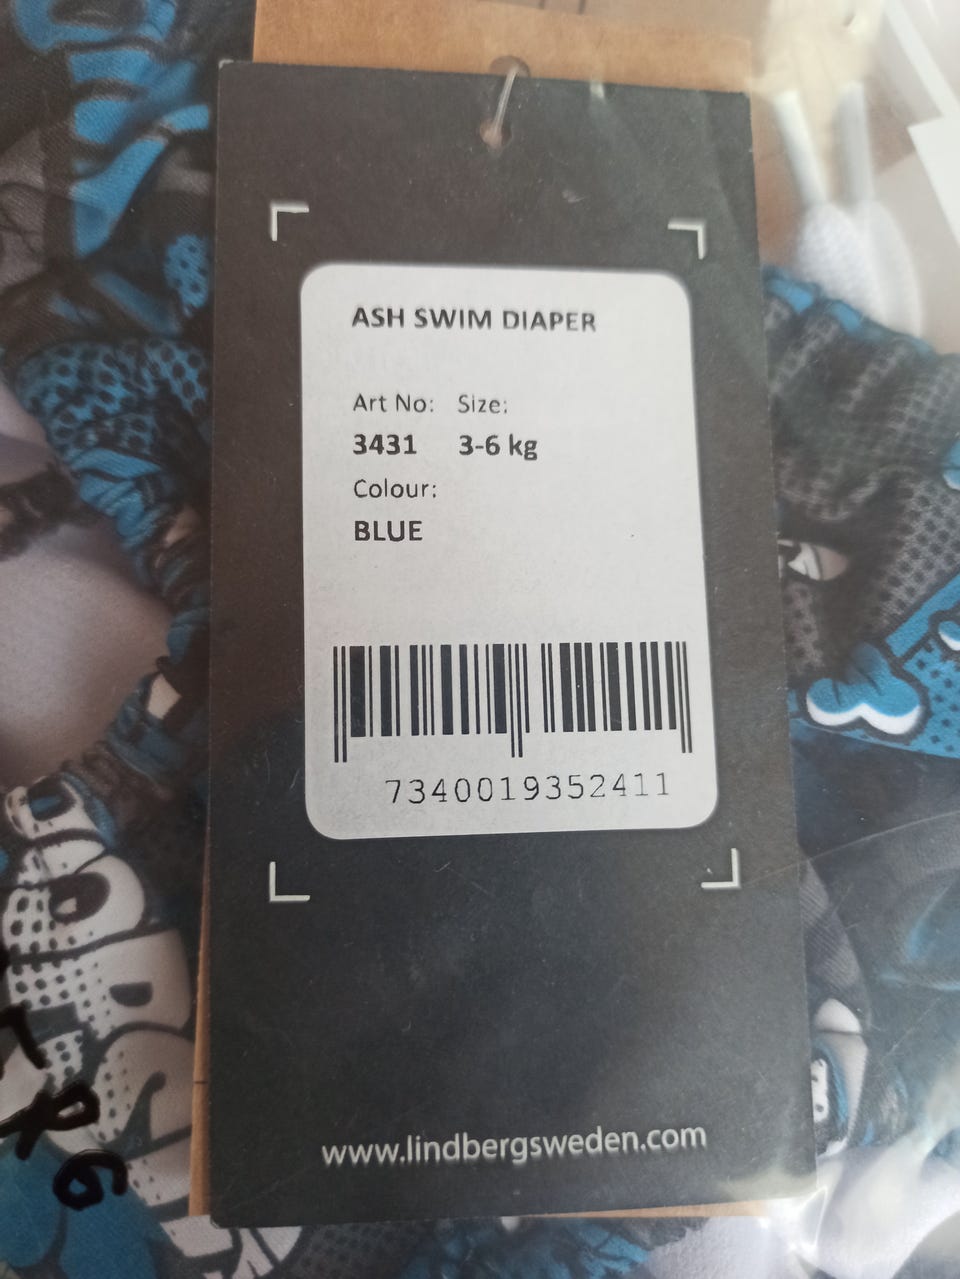 ASH SWIM DIAPER
Art No: Size:
3431 3-6 kg
Colour:
BLUE
7340019352411
www.lindbergsweden.com